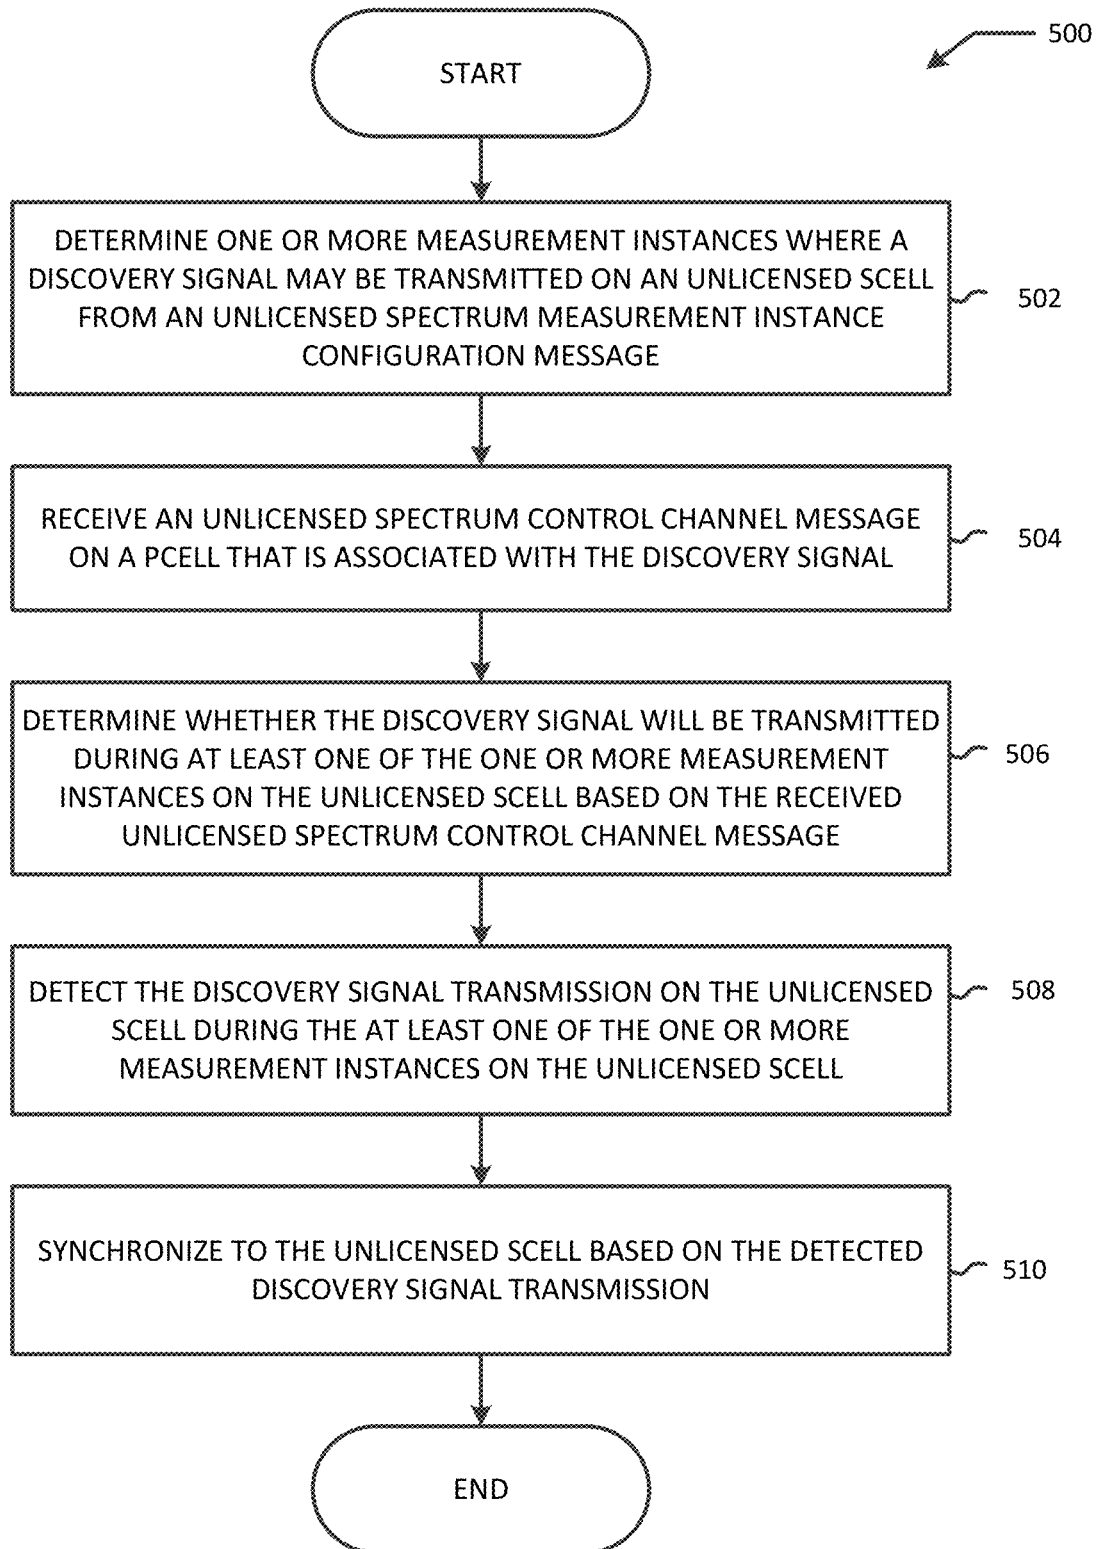 START
500
DETERMINE ONE OR MORE MEASUREMENT INSTANCES WHERE A
DISCOVERY SIGNAL MAY BE TRANSMITTED ON AN UNLICENSED SCELL
FROM AN UNLICENSED SPECTRUM MEASUREMENT INSTANCE
CONFIGURATION MESSAGE
502
RECEIVE AN UNLICENSED SPECTRUM CONTROL CHANNEL MESSAGE
ON A PCELL THAT IS ASSOCIATED WITH THE DISCOVERY SIGNAL
504
DETERMINE WHETHER THE DISCOVERY SIGNAL WILL BE TRANSMITTED
DURING AT LEAST ONE OF THE ONE OR MORE MEASUREMENT
INSTANCES ON THE UNLICENSED SCELL BASED ON THE RECEIVED
UNLICENSED SPECTRUM CONTROL CHANNEL MESSAGE
506
DETECT THE DISCOVERY SIGNAL TRANSMISSION ON THE UNLICENSED
SCELL DURING THE AT LEAST ONE OF THE ONE OR MORE
MEASUREMENT INSTANCES ON THE UNLICENSED SCELL
508
SYNCHRONIZE TO THE UNLICENSED SCELL BASED ON THE DETECTED
DISCOVERY SIGNAL TRANSMISSION
510
END